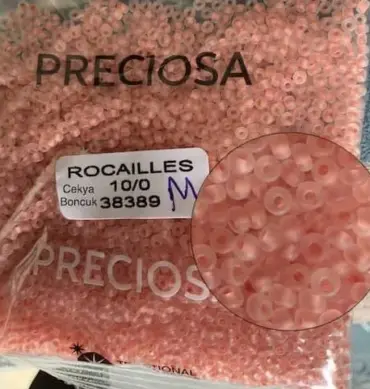 PRECIOSA
ROCAILLES
Cekya 10/0
Boncuk 38389 M
PRECIOS